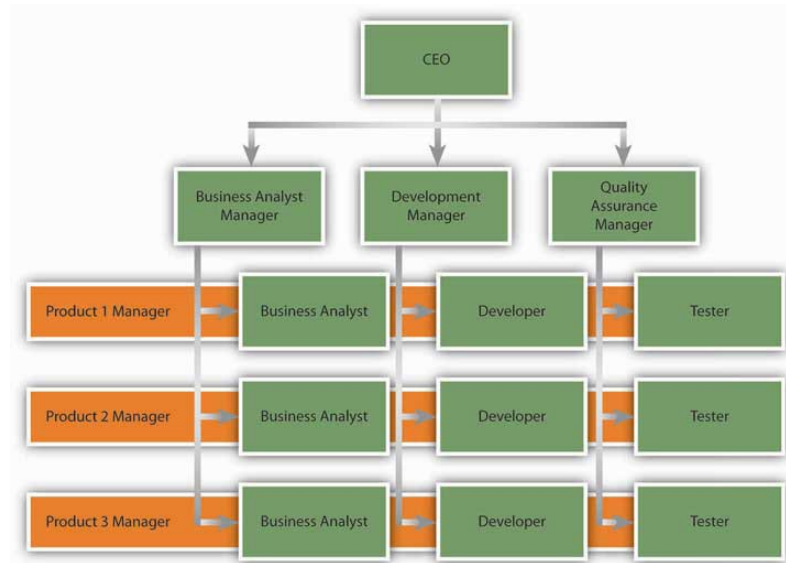 CEO
Business Analyst
Manager
Development
Manager
Quality
Assurance
Manager
Product 1 Manager
Business Analyst
Developer
Tester
Product 2 Manager
Business Analyst
Developer
Tester
Product 3 Manager
Business Analyst
Developer
Tester